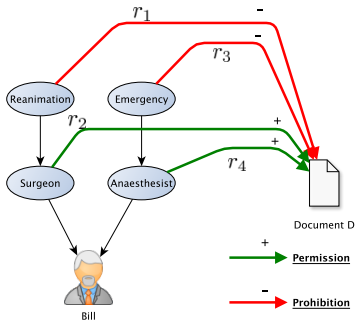 r1
-
-
r3
Reanimation
Emergency
r2
+
+
r4
Surgeon
Anaesthesist
Document D
+
Permission
-
Prohibition
Bill